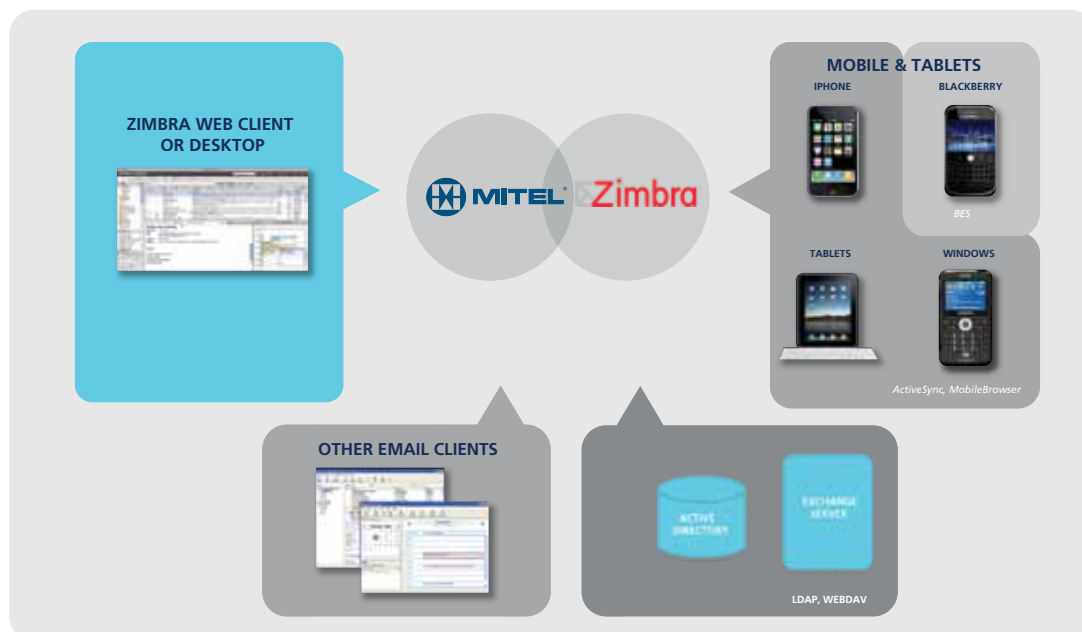 ZIMBRA WEB CLIENT
OR DESKTOP
MITEL
Zimbra
MOBILE & TABLETS
IPHONE
BLACKBERRY
BES
TABLETS
WINDOWS
ActiveSync, MobileBrowser
OTHER EMAIL CLIENTS
ACTIVE
DIRECTORY
EXCHANGE
SERVER
LDAP, WEBDAV